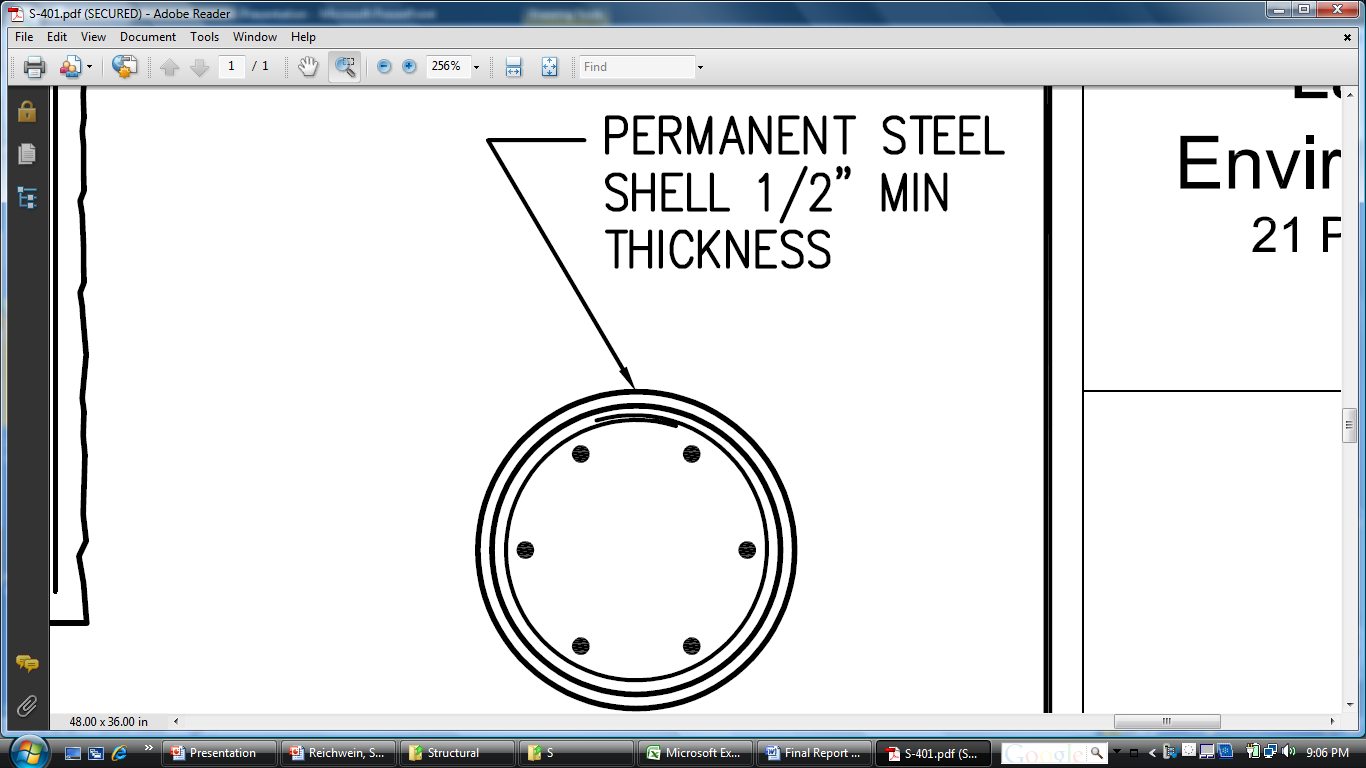 S-401.pdf (SECURED) - Adobe Reader
File Edit View Document Tools Window Help
1 / 1 256% Find
PERMANENT STEEL
SHELL 1/2” MIN
THICKNESS
Envir
21 P
48.00 x 36.00 in
Presentation Reichwein, S... Structural S Microsoft Ex... Final Report ... S-401.pdf (S... Google 9:06 PM